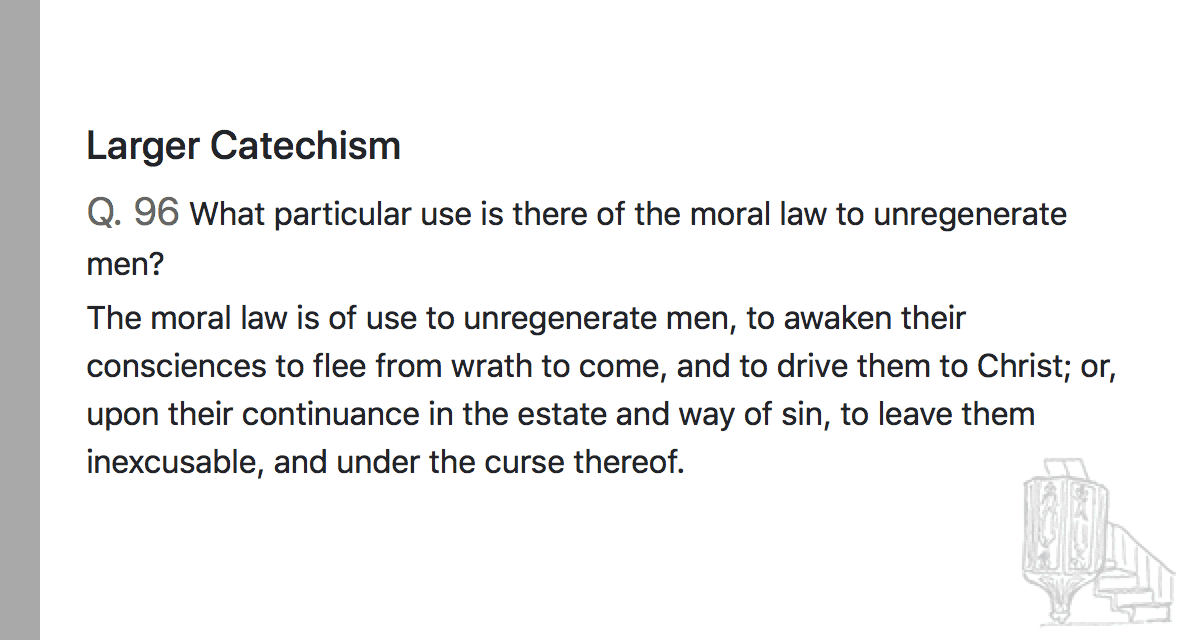 Larger Catechism
Q. 96 What particular use is there of the moral law to unregenerate
men?
The moral law is of use to unregenerate men, to awaken their
consciences to flee from wrath to come, and to drive them to Christ; or,
upon their continuance in the estate and way of sin, to leave them
inexcusable, and under the curse thereof.